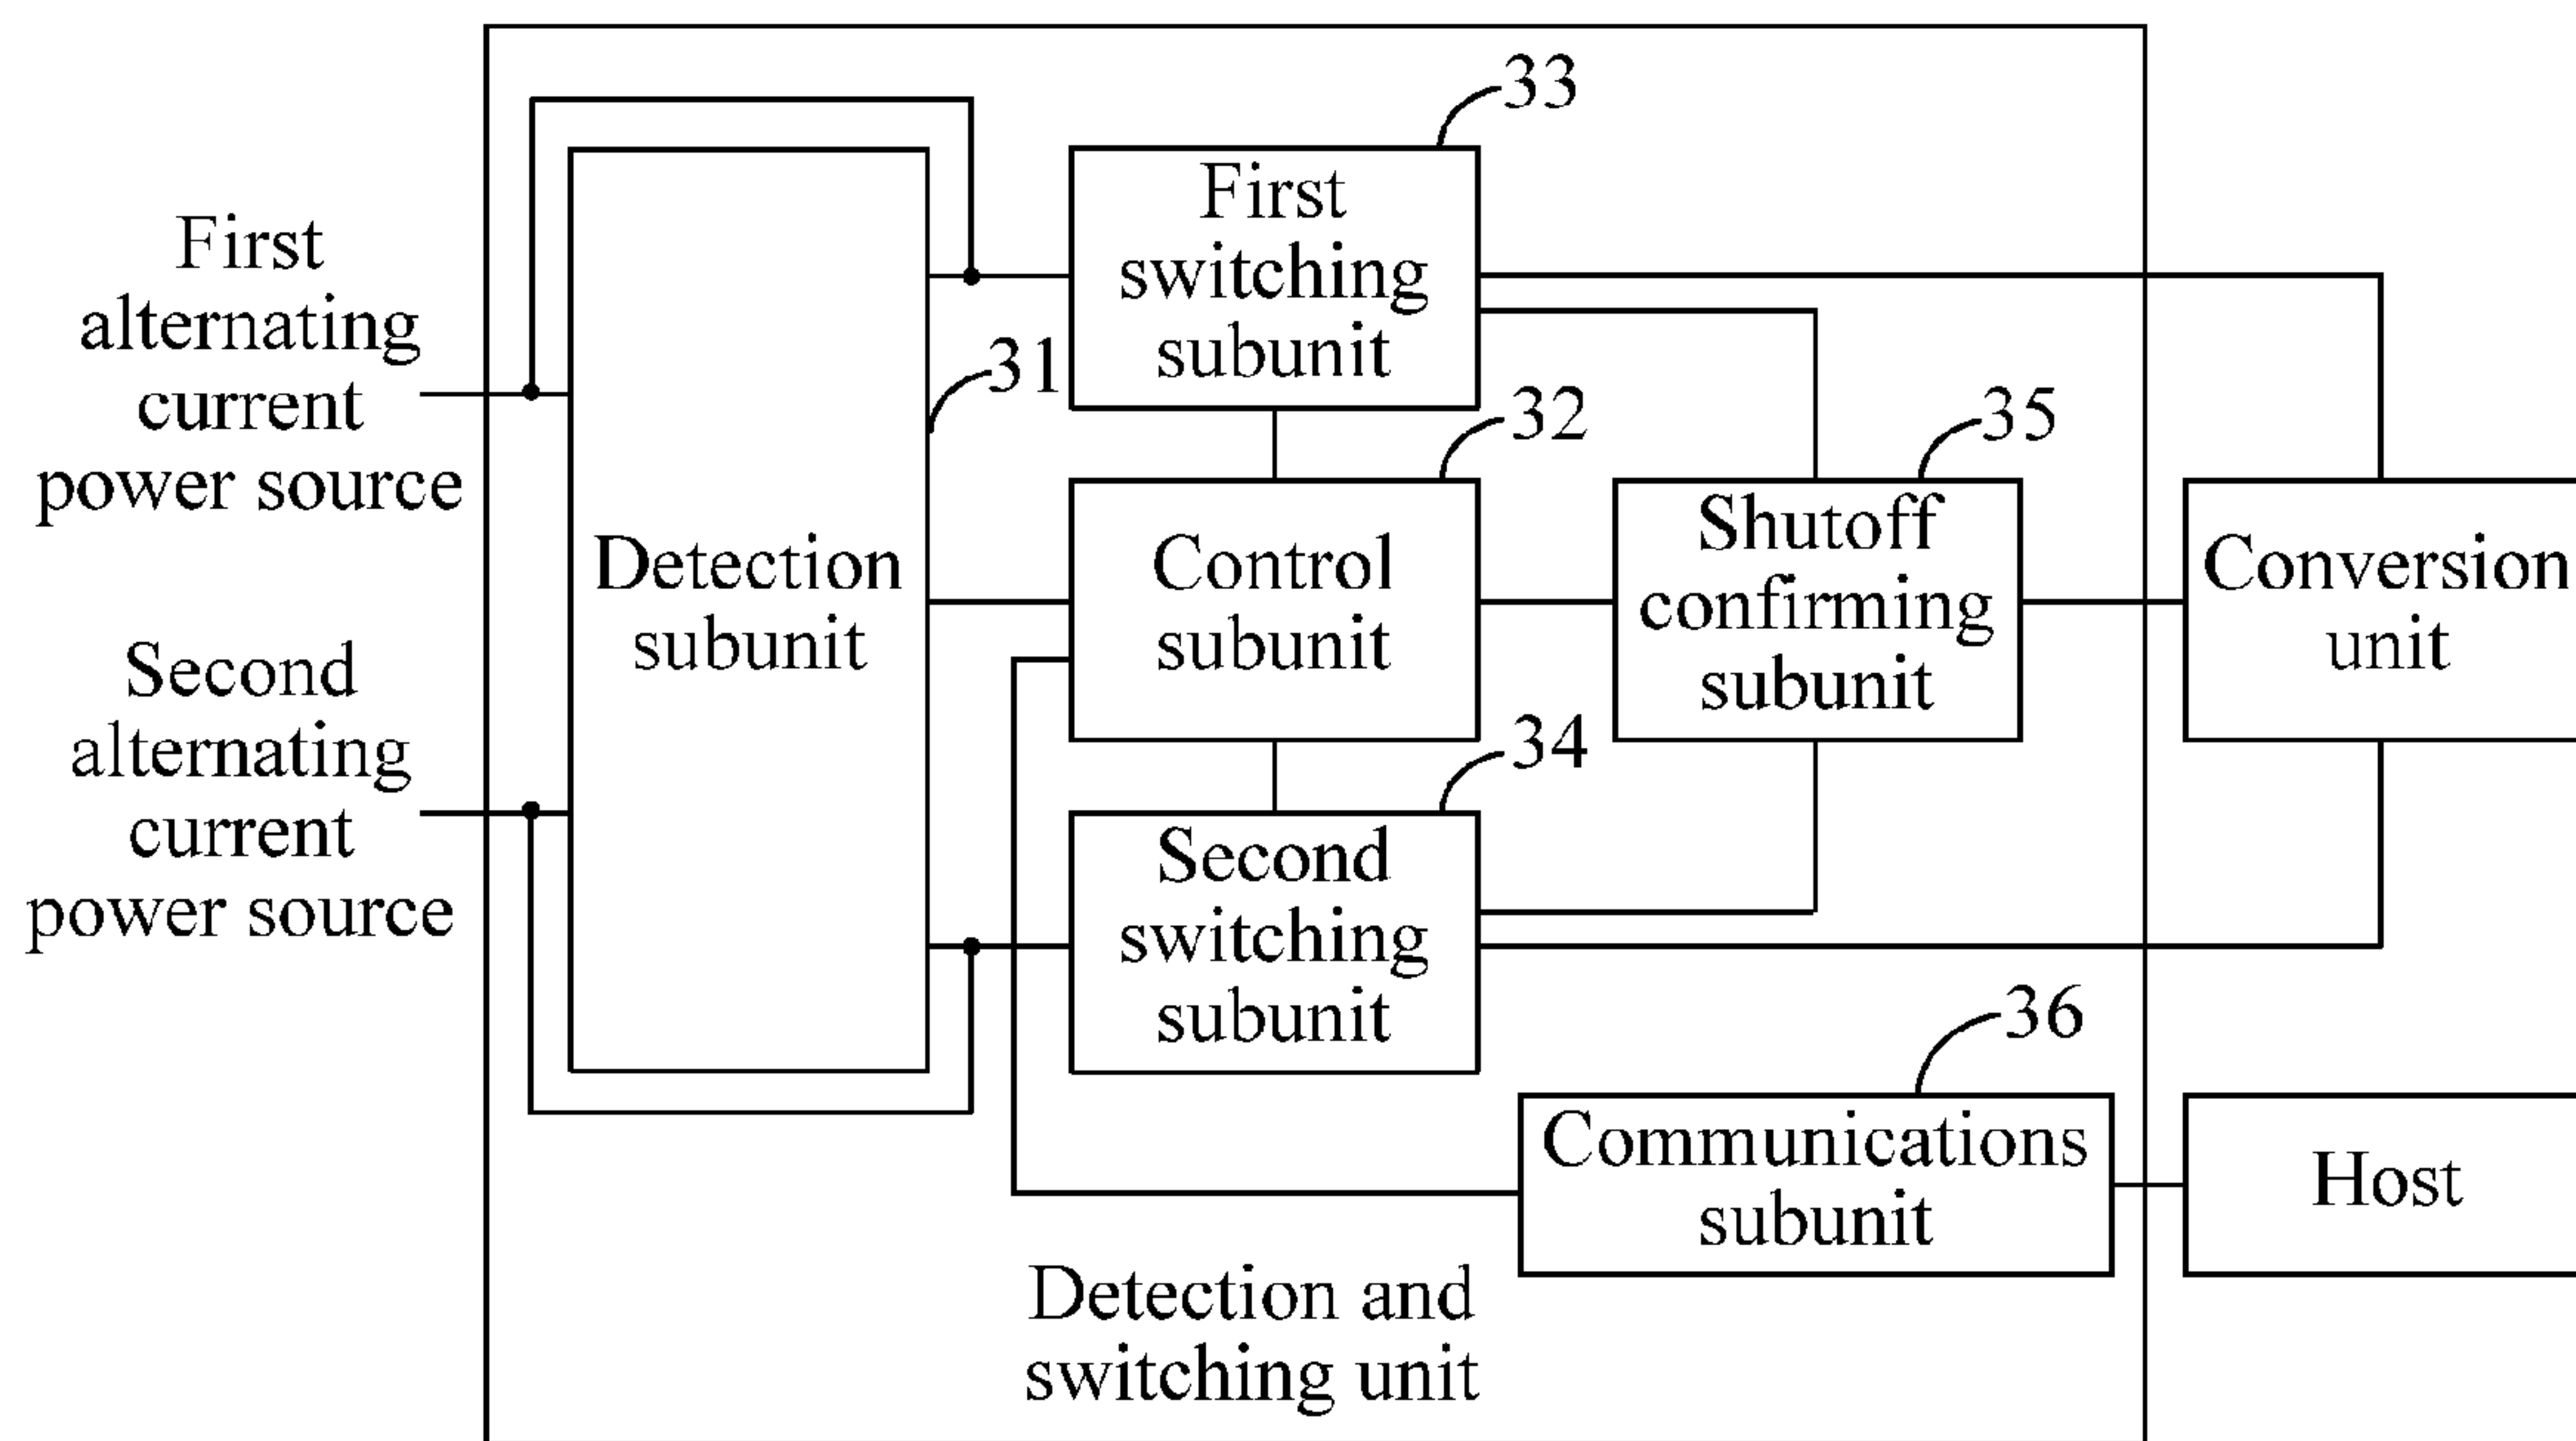 33
First
switching
subunit
First
alternating
current
power source
31
32
35
Detection
subunit
Control
subunit
Shutoff
confirming
subunit
Conversion
unit
Second
alternating
current
power source
34
Second
switching
subunit
36
Communications
subunit
Host
Detection and
switching unit